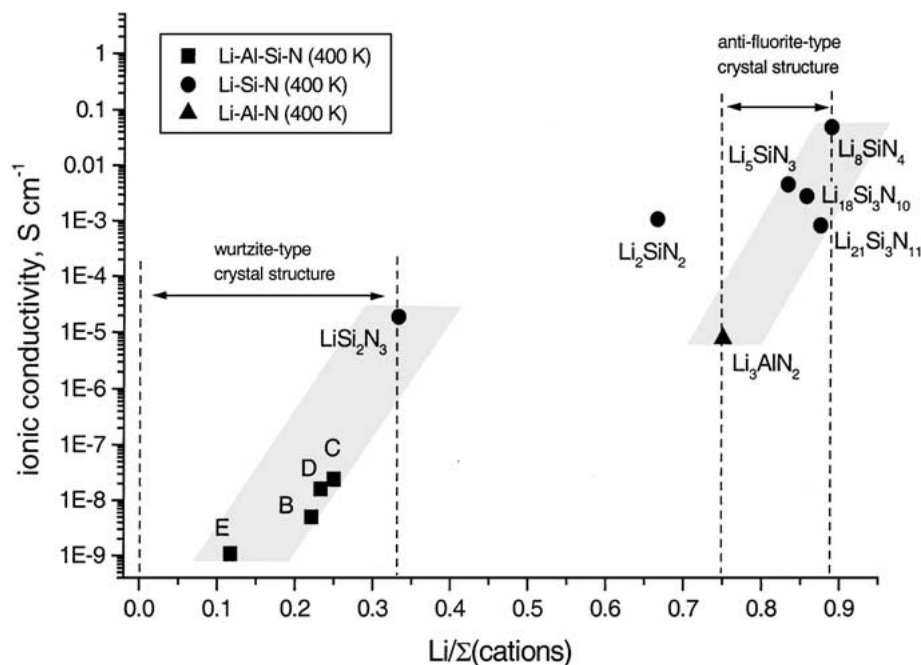 Li-Al-Si-N (400 K)
Li-Si-N (400 K)
Li-Al-N (400 K)
anti-fluorite-type
crystal structure
wurtzite-type
crystal structure
Li₈SiN₄
Li₅SiN₃
Li₁₈Si₃N₁₀
Li₂₁Si₃N₁₁
Li₂SiN₂
LiSi₂N₃
Li₃AlN₂
C
D
B
E
1
0.1
0.01
1E-3
1E-4
1E-5
1E-6
1E-7
1E-8
1E-9
ionic conductivity, S cm⁻¹
0.0 0.1 0.2 0.3 0.4 0.5 0.6 0.7 0.8 0.9
Li/Σ(cations)